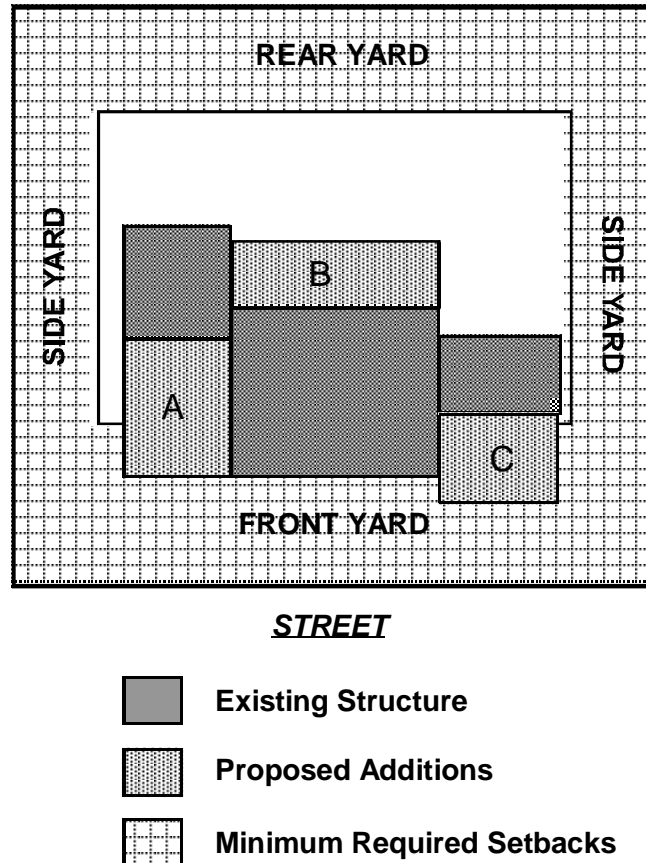 REAR YARD
SIDE YARD
SIDE YARD
B
A
C
FRONT YARD
STREET
Existing Structure
Proposed Additions
Minimum Required Setbacks